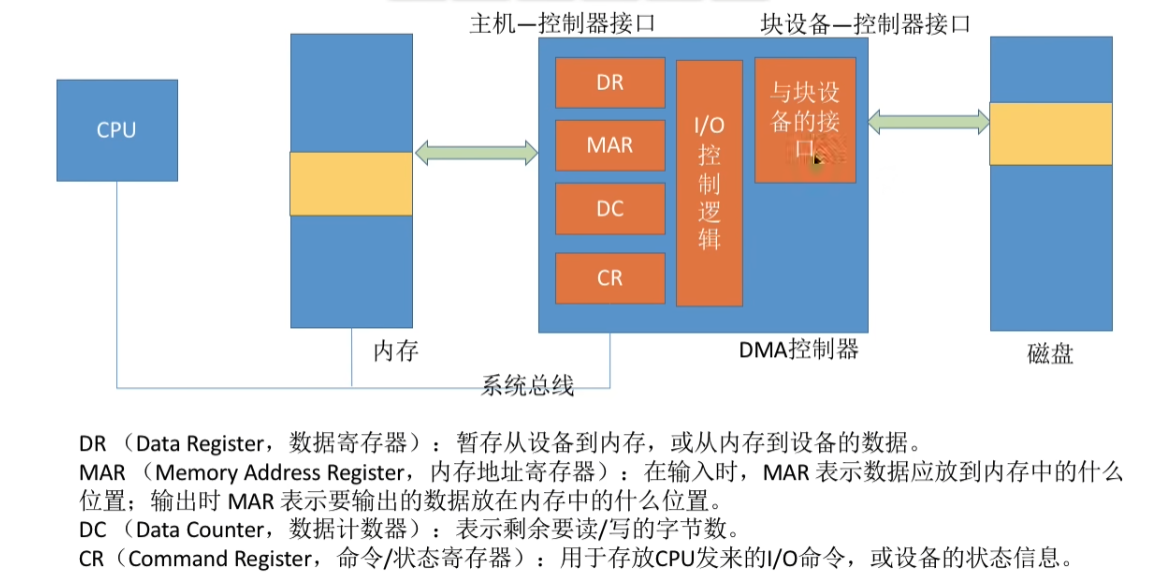 主机—控制器接口
块设备—控制器接口
CPU
DR
MAR
DC
CR
I/O
控
制
逻
辑
与块设
备的接
口
内存
DMA控制器
磁盘
系统总线
DR （Data Register，数据寄存器）：暂存从设备到内存，或从内存到设备的数据。
MAR （Memory Address Register，内存地址寄存器）：在输入时，MAR 表示数据应放到内存中的什么
位置；输出时 MAR 表示要输出的数据放在内存中的什么位置。
DC （Data Counter，数据计数器）：表示剩余要读/写的字节数。
CR（Command Register，命令/状态寄存器）：用于存放CPU发来的I/O命令，或设备的状态信息。